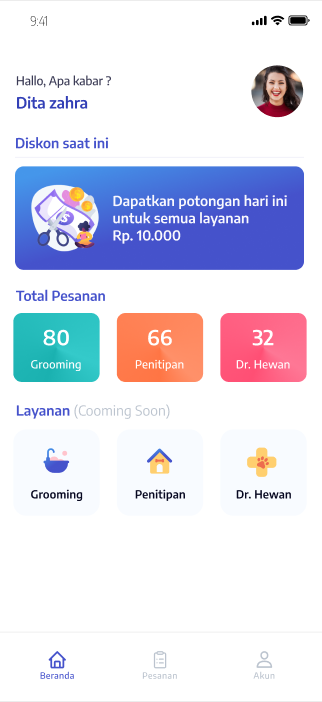 9:41
Hallo, Apa kabar ?
Dita zahra
Diskon saat ini
Dapatkan potongan hari ini
untuk semua layanan
Rp. 10.000
$
Total Pesanan
80
66
32
Grooming
Penitipan
Dr. Hewan
Layanan (Cooming Soon)
Grooming
Penitipan
Dr. Hewan
Beranda
Pesanan
Akun